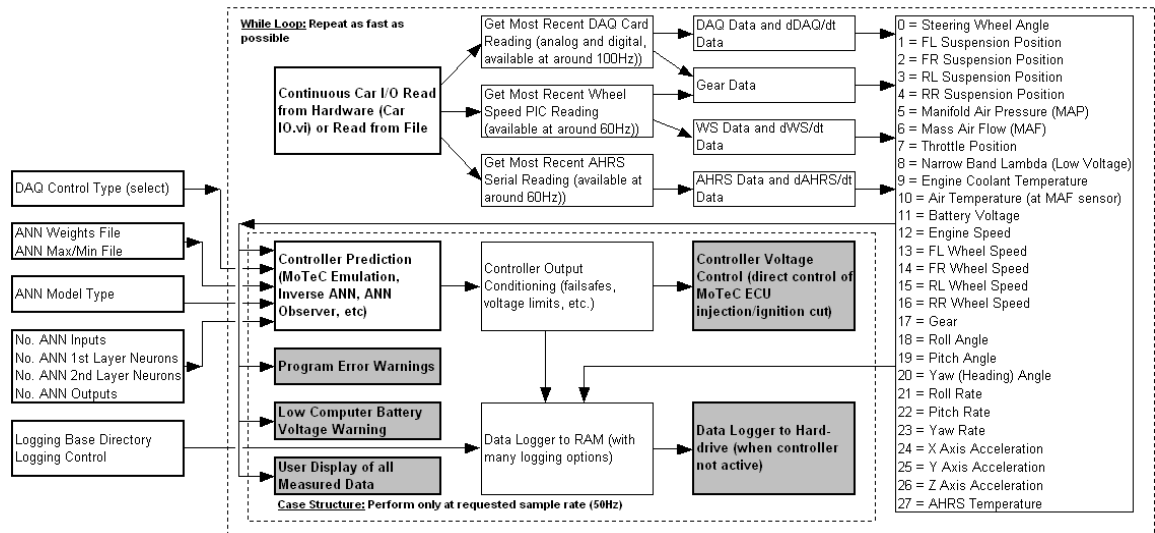 While Loop: Repeat as fast as
possible
Continuous Car I/O Read
from Hardware (Car
IO.vi) or Read from File
Get Most Recent DAQ Card
Reading (analog and digital,
available at around 100Hz))
Get Most Recent Wheel
Speed PIC Reading
(available at around 60Hz))
Get Most Recent AHRS
Serial Reading (available at
around 60Hz))
DAQ Data and dDAQ/dt
Data
Gear Data
WS Data and dWS/dt
Data
AHRS Data and dAHRS/dt
Data
0 = Steering Wheel Angle
1 = FL Suspension Position
2 = FR Suspension Position
3 = RL Suspension Position
4 = RR Suspension Position
5 = Manifold Air Pressure (MAP)
6 = Mass Air Flow (MAF)
7 = Throttle Position
8 = Narrow Band Lambda (Low Voltage)
9 = Engine Coolant Temperature
10 = Air Temperature (at MAF sensor)
11 = Battery Voltage
12 = Engine Speed
13 = FL Wheel Speed
14 = FR Wheel Speed
15 = RL Wheel Speed
16 = RR Wheel Speed
17 = Gear
18 = Roll Angle
19 = Pitch Angle
20 = Yaw (Heading) Angle
21 = Roll Rate
22 = Pitch Rate
23 = Yaw Rate
24 = X Axis Acceleration
25 = Y Axis Acceleration
26 = Z Axis Acceleration
27 = AHRS Temperature
DAQ Control Type (select)
ANN Weights File
ANN Max/Min File
ANN Model Type
No. ANN Inputs
No. ANN 1st Layer Neurons
No. ANN 2nd Layer Neurons
No. ANN Outputs
Logging Base Directory
Logging Control
Controller Prediction
(MoTeC Emulation,
Inverse ANN, ANN
Observer, etc)
Controller Output
Conditioning (failsafes,
voltage limits, etc.)
Controller Voltage
Control (direct control of
MoTeC ECU
injection/ignition cut)
Program Error Warnings
Low Computer Battery
Voltage Warning
User Display of all
Measured Data
Data Logger to RAM (with
many logging options)
Data Logger to Hard-
drive (when controller
not active)
Case Structure: Perform only at requested sample rate (50Hz)